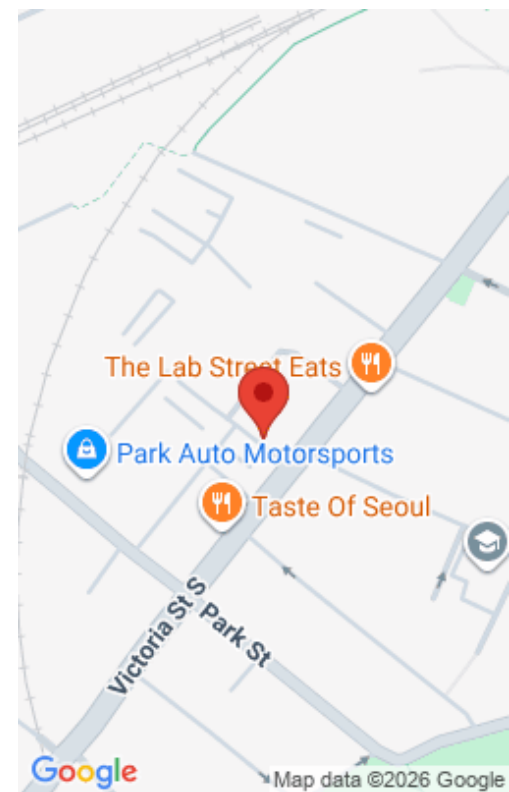 The Lab Street Eats
Park Auto Motorsports
Taste Of Seoul
Victoria St S
Park St
Google
Map data ©2026 Google